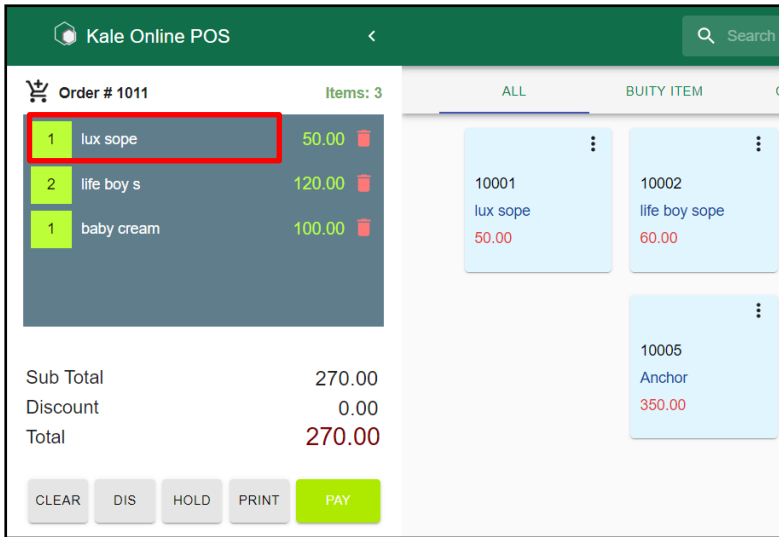 Kale Online POS
Search
Order # 1011 Items: 3
1 lux sope 50.00
2 life boy s 120.00
1 baby cream 100.00
Sub Total 270.00
Discount 0.00
Total 270.00
CLEAR DIS HOLD PRINT PAY
ALL BUITY ITEM
10001
lux sope
50.00
10002
life boy sope
60.00
10005
Anchor
350.00